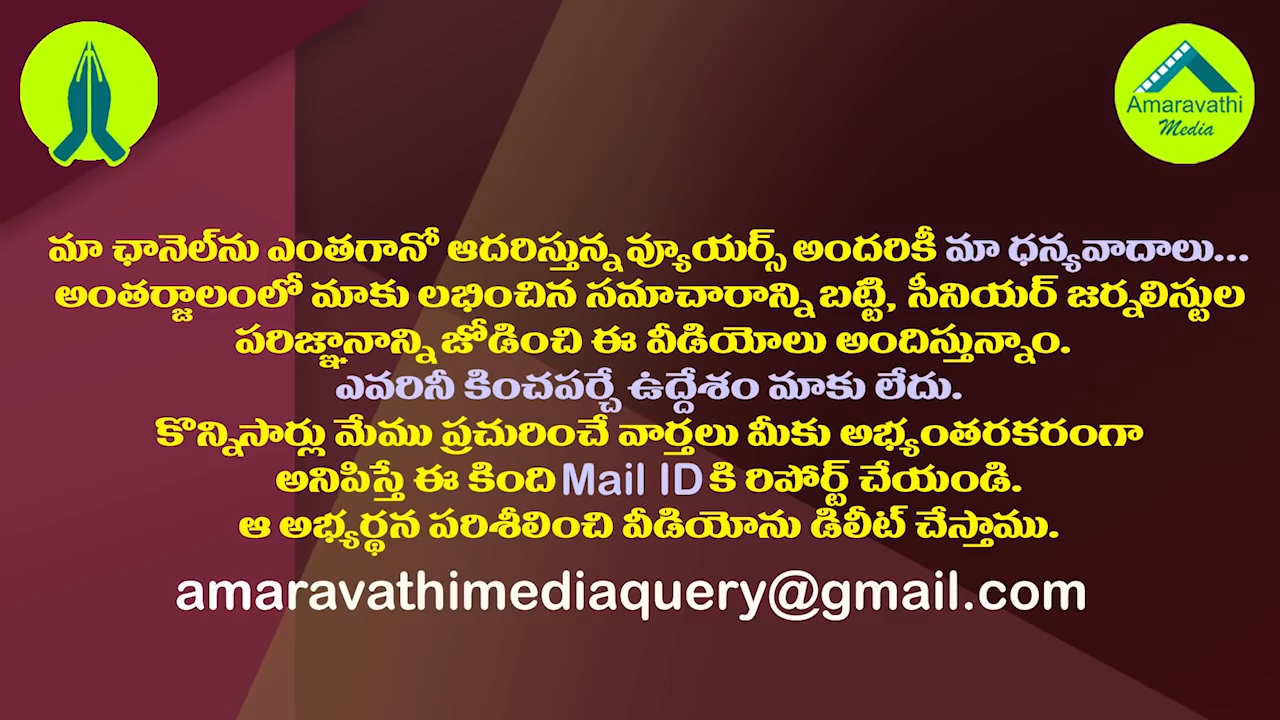 Amaravathi
Media
మా ఛానెల్‌ను ఎంతగానో ఆదరిస్తున్న వ్యూయర్స్ అందరికీ మా ధన్యవాదాలు...
అంతర్జాలంలో మాకు లభించిన సమాచారాన్ని బట్టి, సీనియర్ జర్నలిస్టుల
పరిజ్ఞానాన్ని జోడించి ఈ వీడియోలు అందిస్తున్నాం.
ఎవరినీ కించపర్చే ఉద్దేశం మాకు లేదు.
కొన్నిసార్లు మేము ప్రచురించే వార్తలు మీకు అభ్యంతరకరంగా
అనిపిస్తే ఈ కింది Mail ID కి రిపోర్ట్ చేయండి.
ఆ అభ్యర్థన పరిశీలించి వీడియోను డిలీట్ చేస్తాము.
amaravathimediaquery@gmail.com